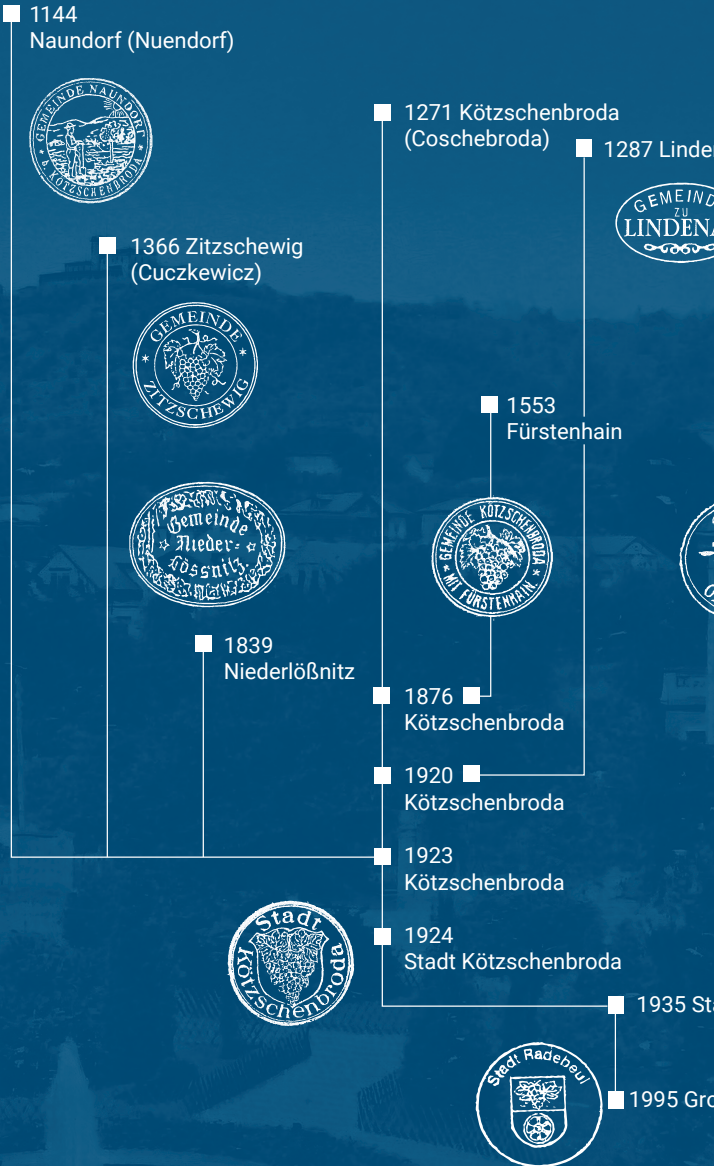 1144
Naundorf (Nuendorf)
GEMEINDE NAUNDORF
* b. KÖTZSCHENBRODA *
1271 Kötzschenbroda
(Coschebroda)
1287 Linden
GEMEIND
ZU
LINDENA
1366 Zitzschewig
(Cuczkewicz)
* GEMEINDE *
ZITZSCHEWIG
1553
Fürstenhain
GEMEINDE KÖTZSCHENBRODA
* MIT FÜRSTENHAIN *
Gemeinde
Nieder-
lössnitz.
1839
Niederlößnitz
1876
Kötzschenbroda
1920
Kötzschenbroda
1923
Kötzschenbroda
1924
Stadt Kötzschenbroda
Stadt
Kötzschenbroda
1935 Sta
Stadt Radebeul
1995 Gro